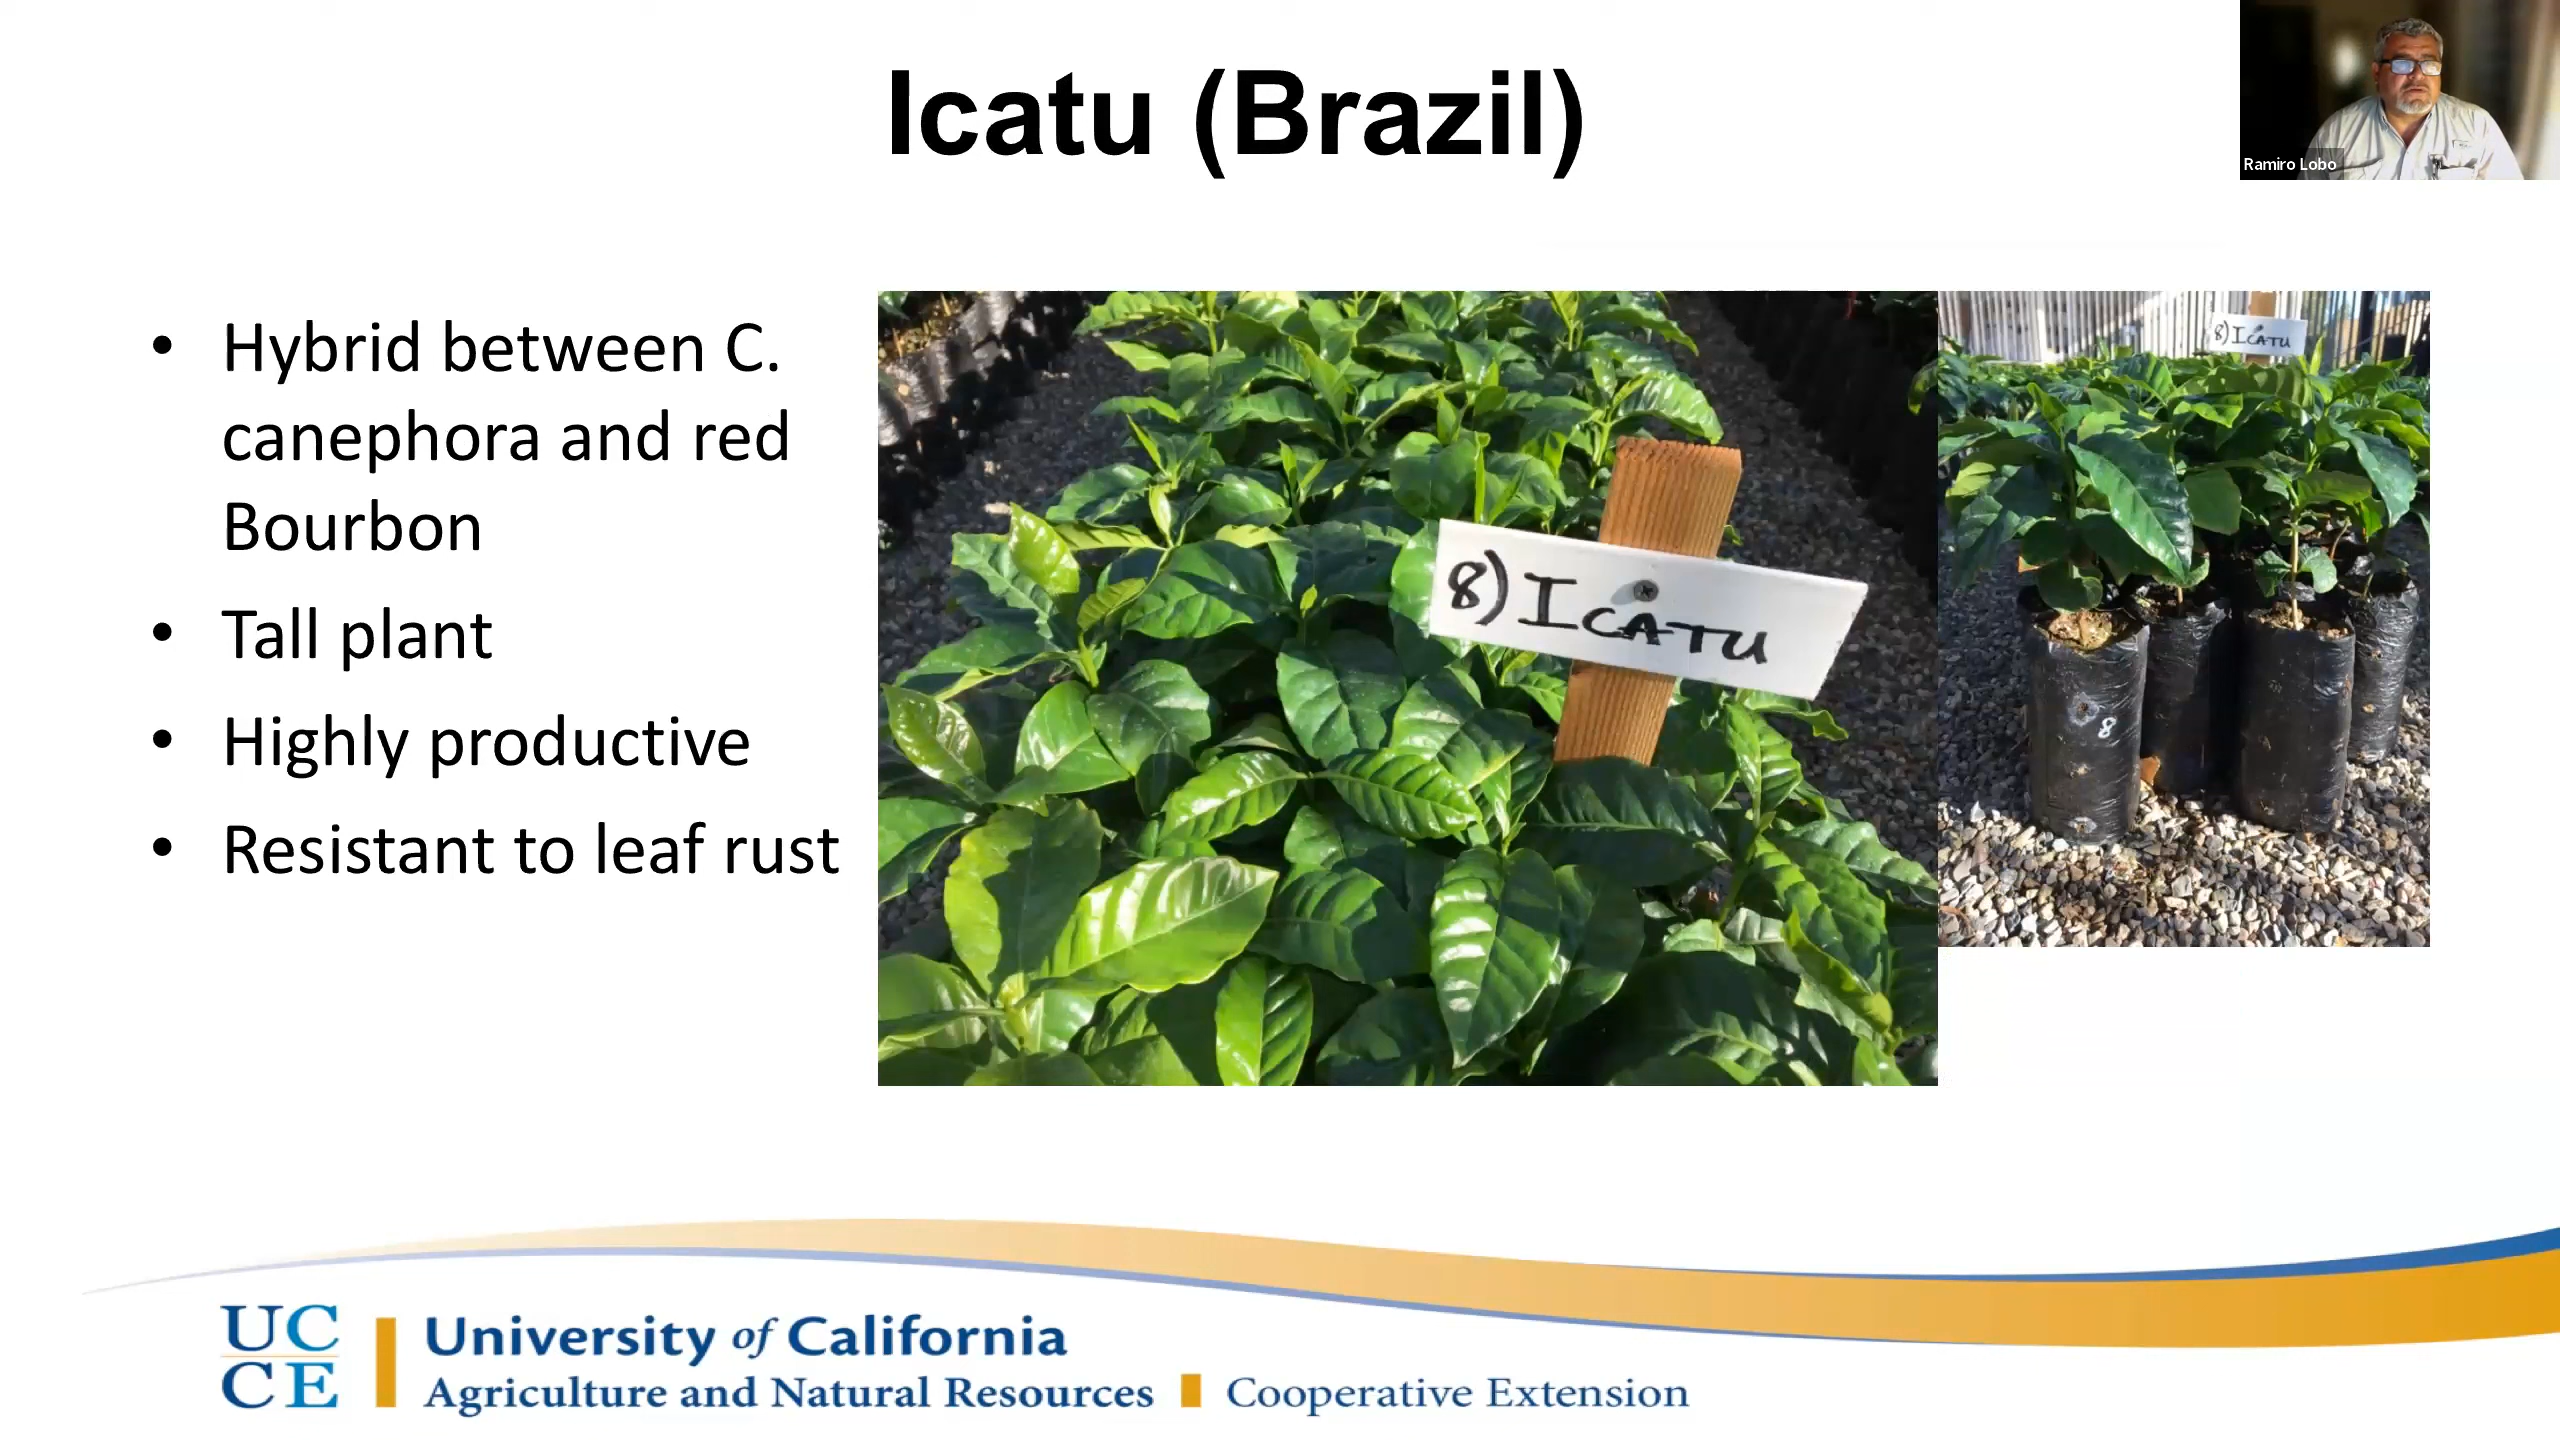 Icatu (Brazil)
Ramiro Lobo
• Hybrid between C.
canephora and red
Bourbon
• Tall plant
• Highly productive
• Resistant to leaf rust
8) ICATU
8) ICATU
8
UC
CE
University of California
Agriculture and Natural Resources Cooperative Extension